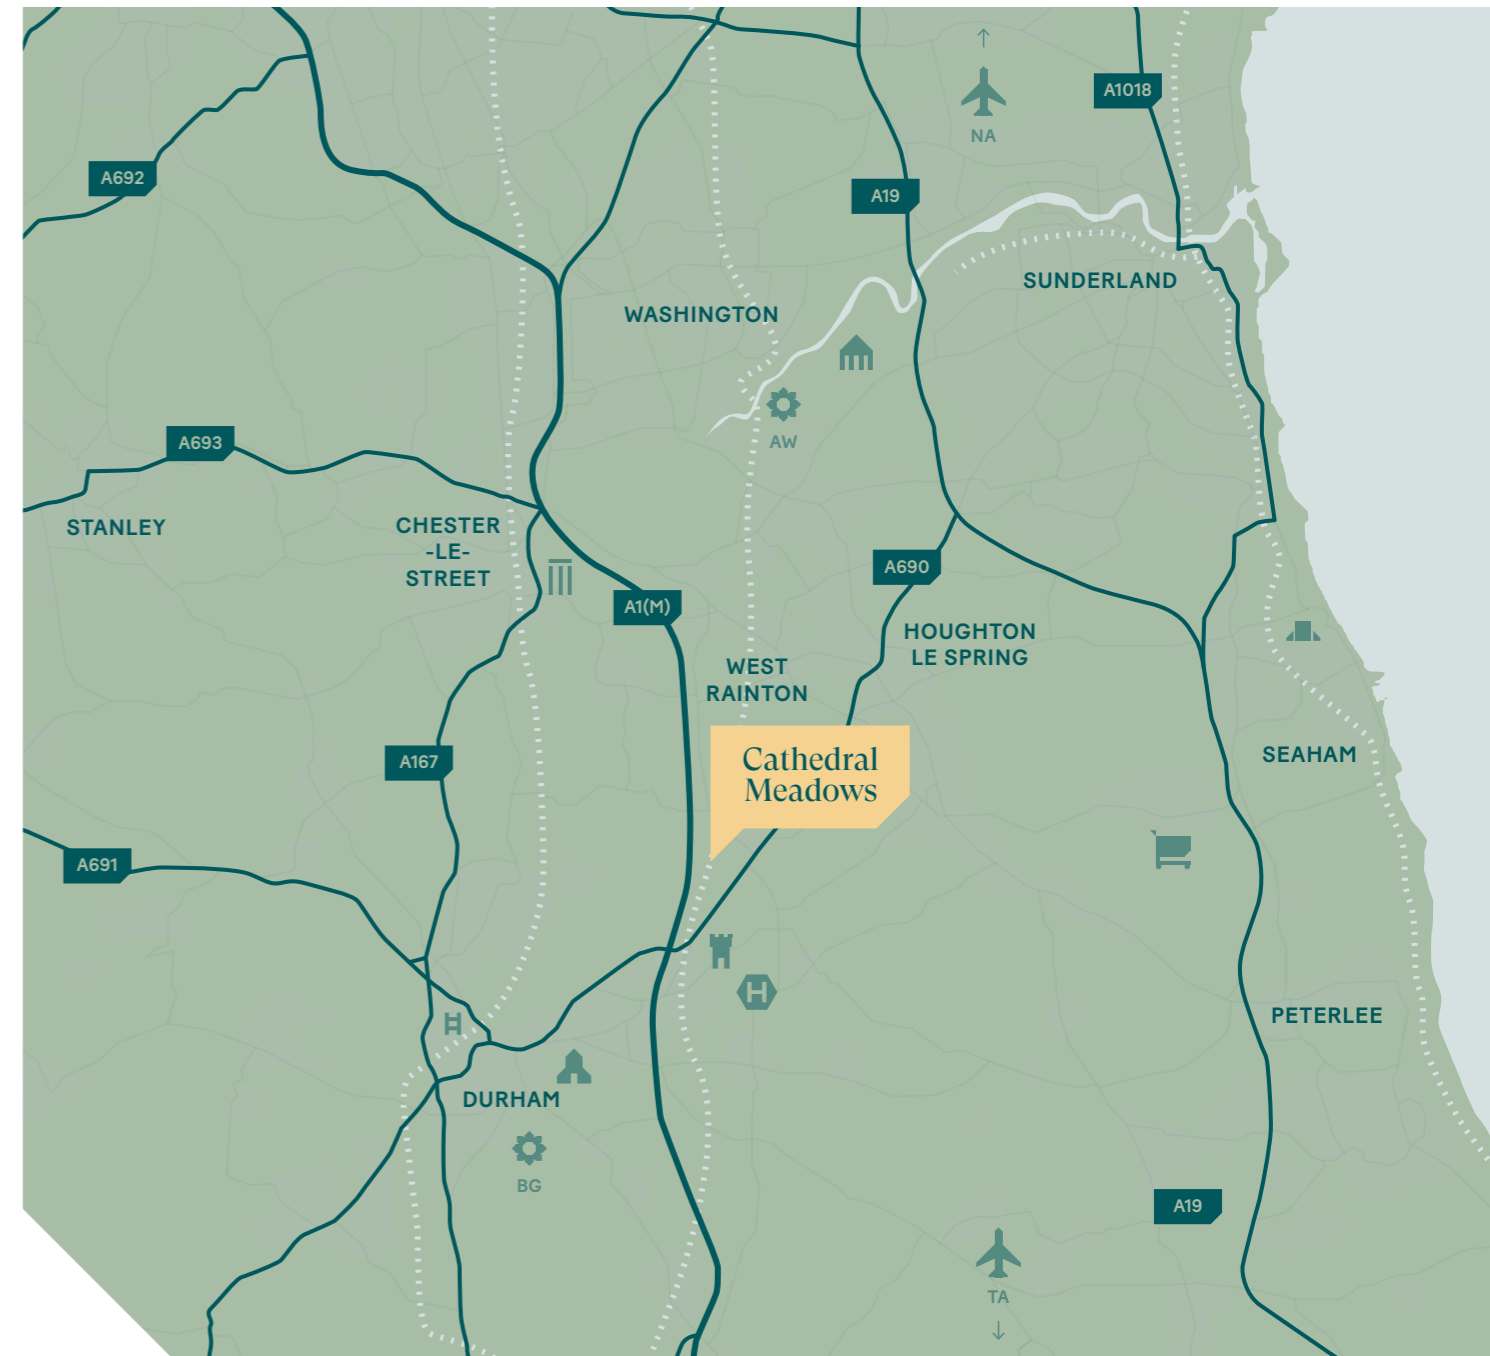 A1018
NA
A692
A19
SUNDERLAND
WASHINGTON
AW
A693
STANLEY
CHESTER
-LE-
STREET
A690
A1(M)
HOUGHTON
LE SPRING
WEST
RAINTON
Cathedral
Meadows
SEAHAM
A167
A691
H
PETERLEE
DURHAM
BG
A19
TA